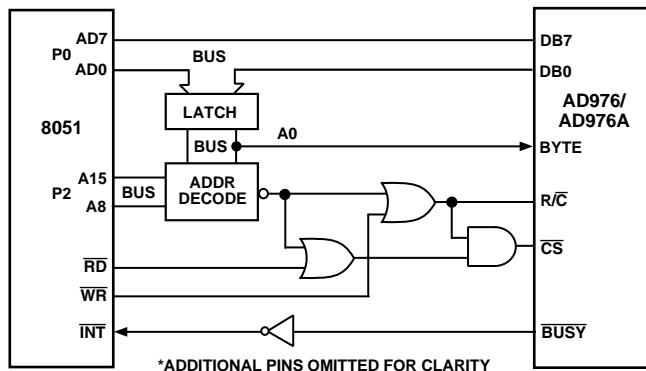 8051
P0
AD7
AD0
P2
A15
A8
RD
WR
INT
BUS
LATCH
BUS
A0
BUS
ADDR
DECODE
AD976/
AD976A
DB7
DB0
BYTE
R/C
CS
BUSY
*ADDITIONAL PINS OMITTED FOR CLARITY